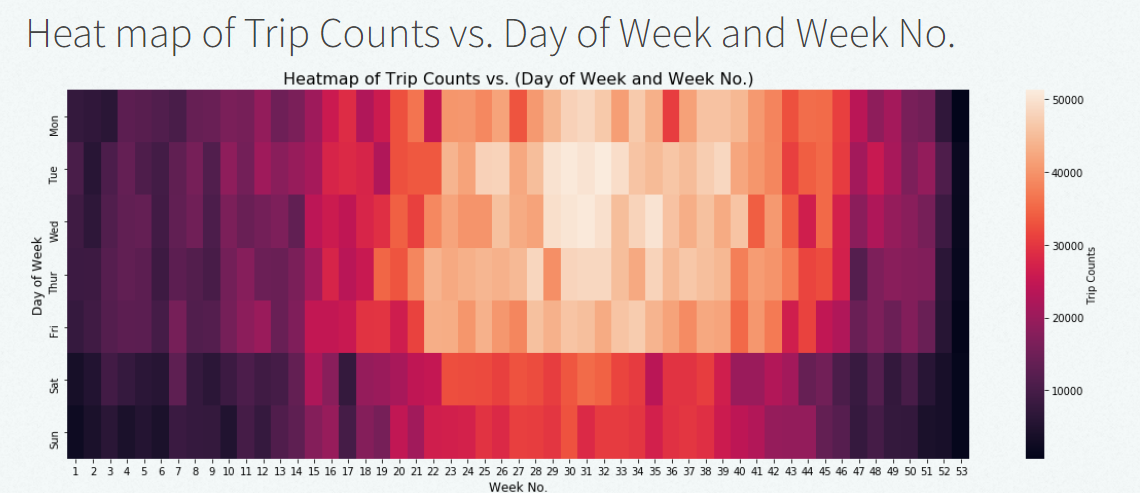 Heat map of Trip Counts vs. Day of Week and Week No.
Heatmap of Trip Counts vs. (Day of Week and Week No.)
Day of Week
Mon
Tue
Wed
Thur
Fri
Sat
Sun
1 2 3 4 5 6 7 8 9 10 11 12 13 14 15 16 17 18 19 20 21 22 23 24 25 26 27 28 29 30 31 32 33 34 35 36 37 38 39 40 41 42 43 44 45 46 47 48 49 50 51 52 53
Week No.
50000
40000
30000
20000
10000
Trip Counts